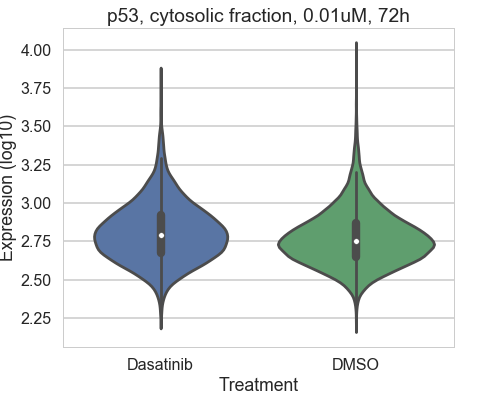 p53, cytosolic fraction, 0.01uM, 72h
Expression (log10)
4.00
3.75
3.50
3.25
3.00
2.75
2.50
2.25
Dasatinib DMSO
Treatment